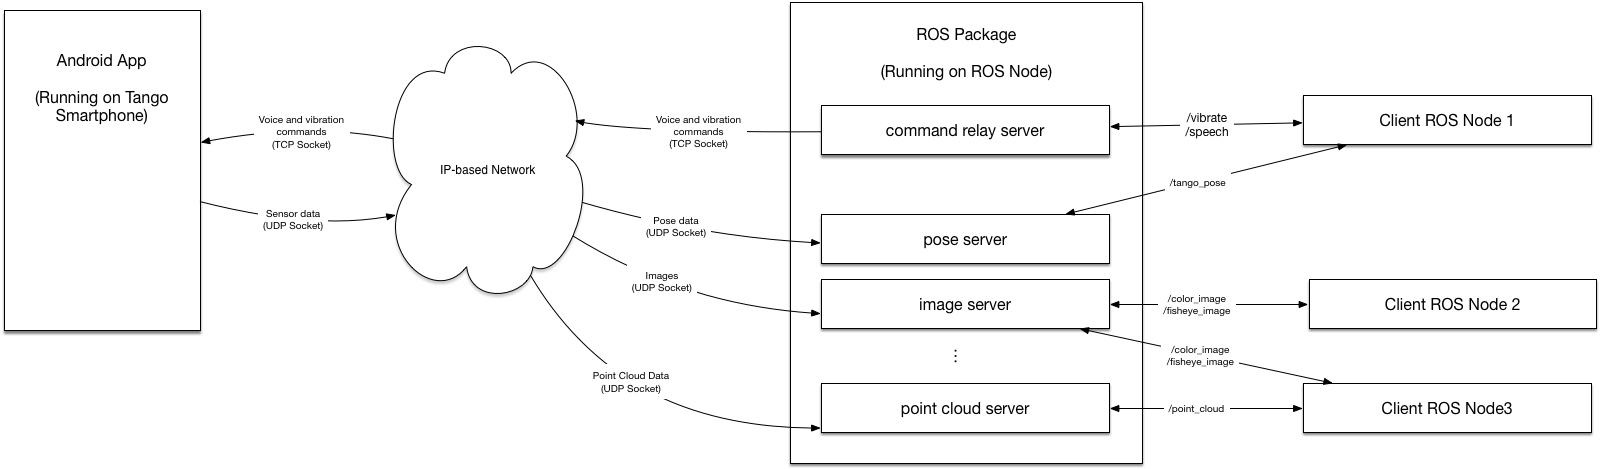 Android App
(Running on Tango
Smartphone)
Voice and vibration
commands
(TCP Socket)
Sensor data
(UDP Socket)
IP-based Network
Voice and vibration
commands
(TCP Socket)
Pose data
(UDP Socket)
Images
(UDP Socket)
Point Cloud Data
(UDP Socket)
ROS Package
(Running on ROS Node)
command relay server
pose server
image server
⋮
point cloud server
/vibrate
/speech
/tango_pose
/color_image
/fisheye_image
/color_image
/fisheye_image
/point_cloud
Client ROS Node 1
Client ROS Node 2
Client ROS Node3